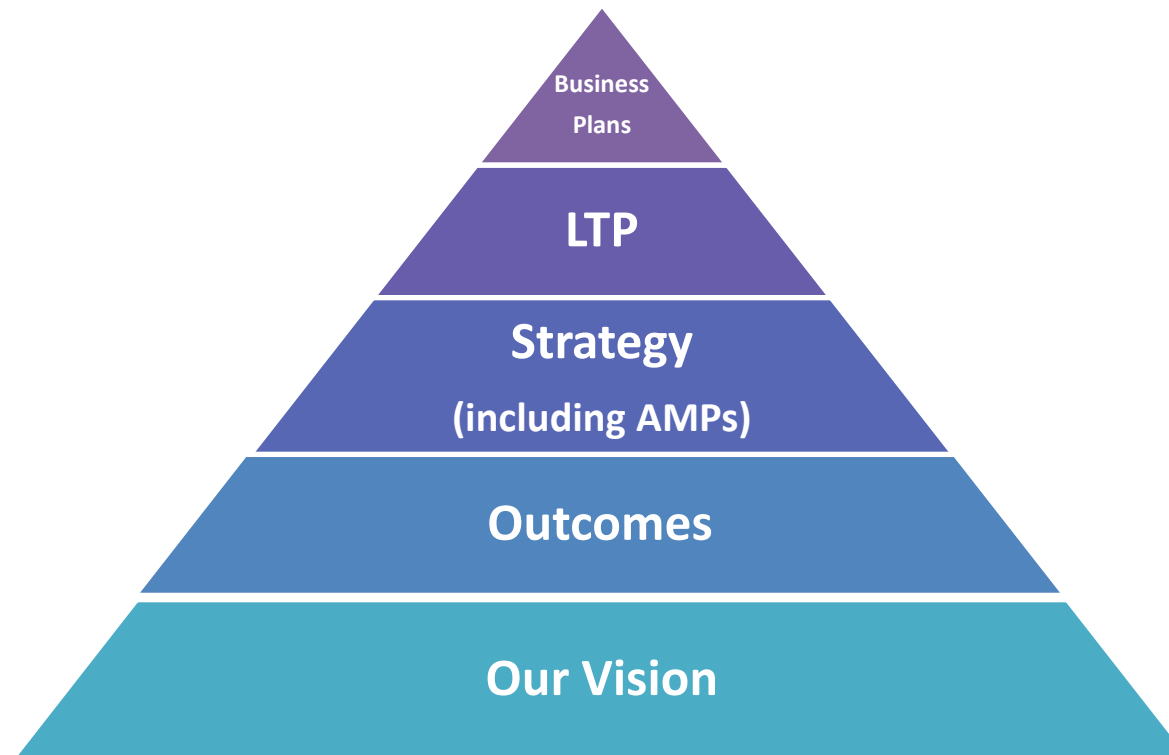 Business
Plans
LTP
Strategy
(including AMPs)
Outcomes
Our Vision